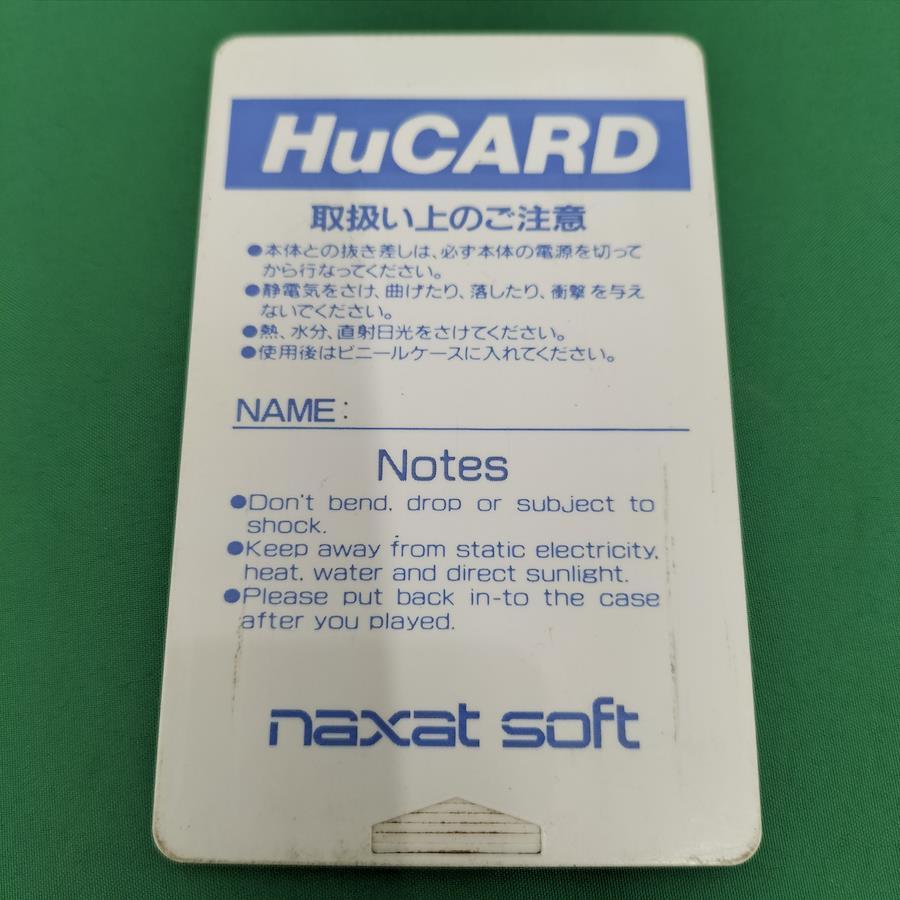 HuCARD
取扱い上のご注意
●本体との抜き差しは、必ず本体の電源を切って
から行なってください。
●静電気をさけ、曲げたり、落したり、衝撃を与え
ないでください。
●熱、水分、直射日光をさけてください。
●使用後はビニールケースに入れてください。
NAME:
Notes
●Don't bend, drop or subject to
shock.
●Keep away from static electricity,
heat, water and direct sunlight.
●Please put back in-to the case
after you played.
naxat soft